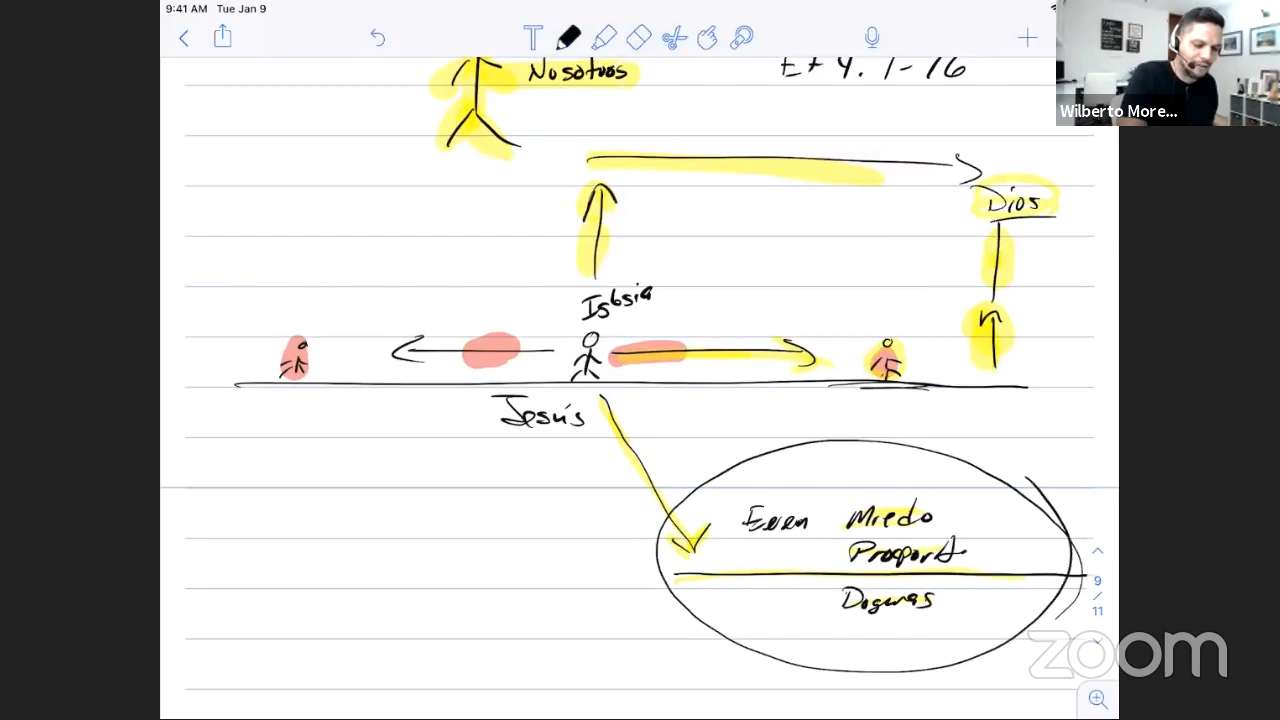 9:41 AM Tue Jan 9
Wilberto More...
Nosotros
Ef 4. 1-16
Dios
Iglesia
Jesús
Miedo
Dogmas
9
/
11
zoom